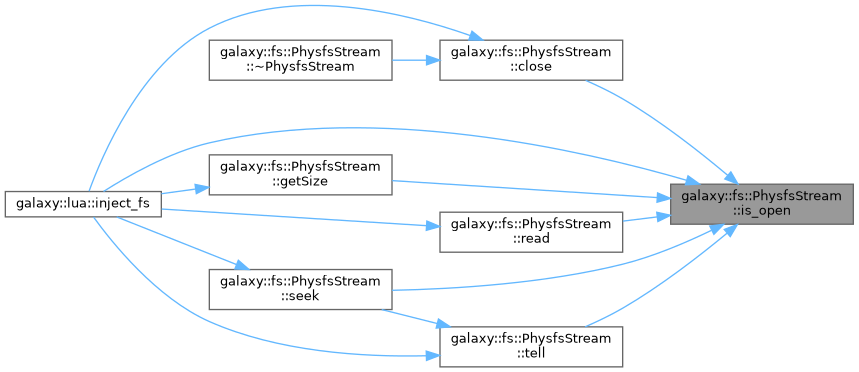 galaxy::fs::PhysfsStream
::~PhysfsStream
galaxy::fs::PhysfsStream
::close
galaxy::fs::PhysfsStream
::getSize
galaxy::lua::inject_fs
galaxy::fs::PhysfsStream
::is_open
galaxy::fs::PhysfsStream
::read
galaxy::fs::PhysfsStream
::seek
galaxy::fs::PhysfsStream
::tell